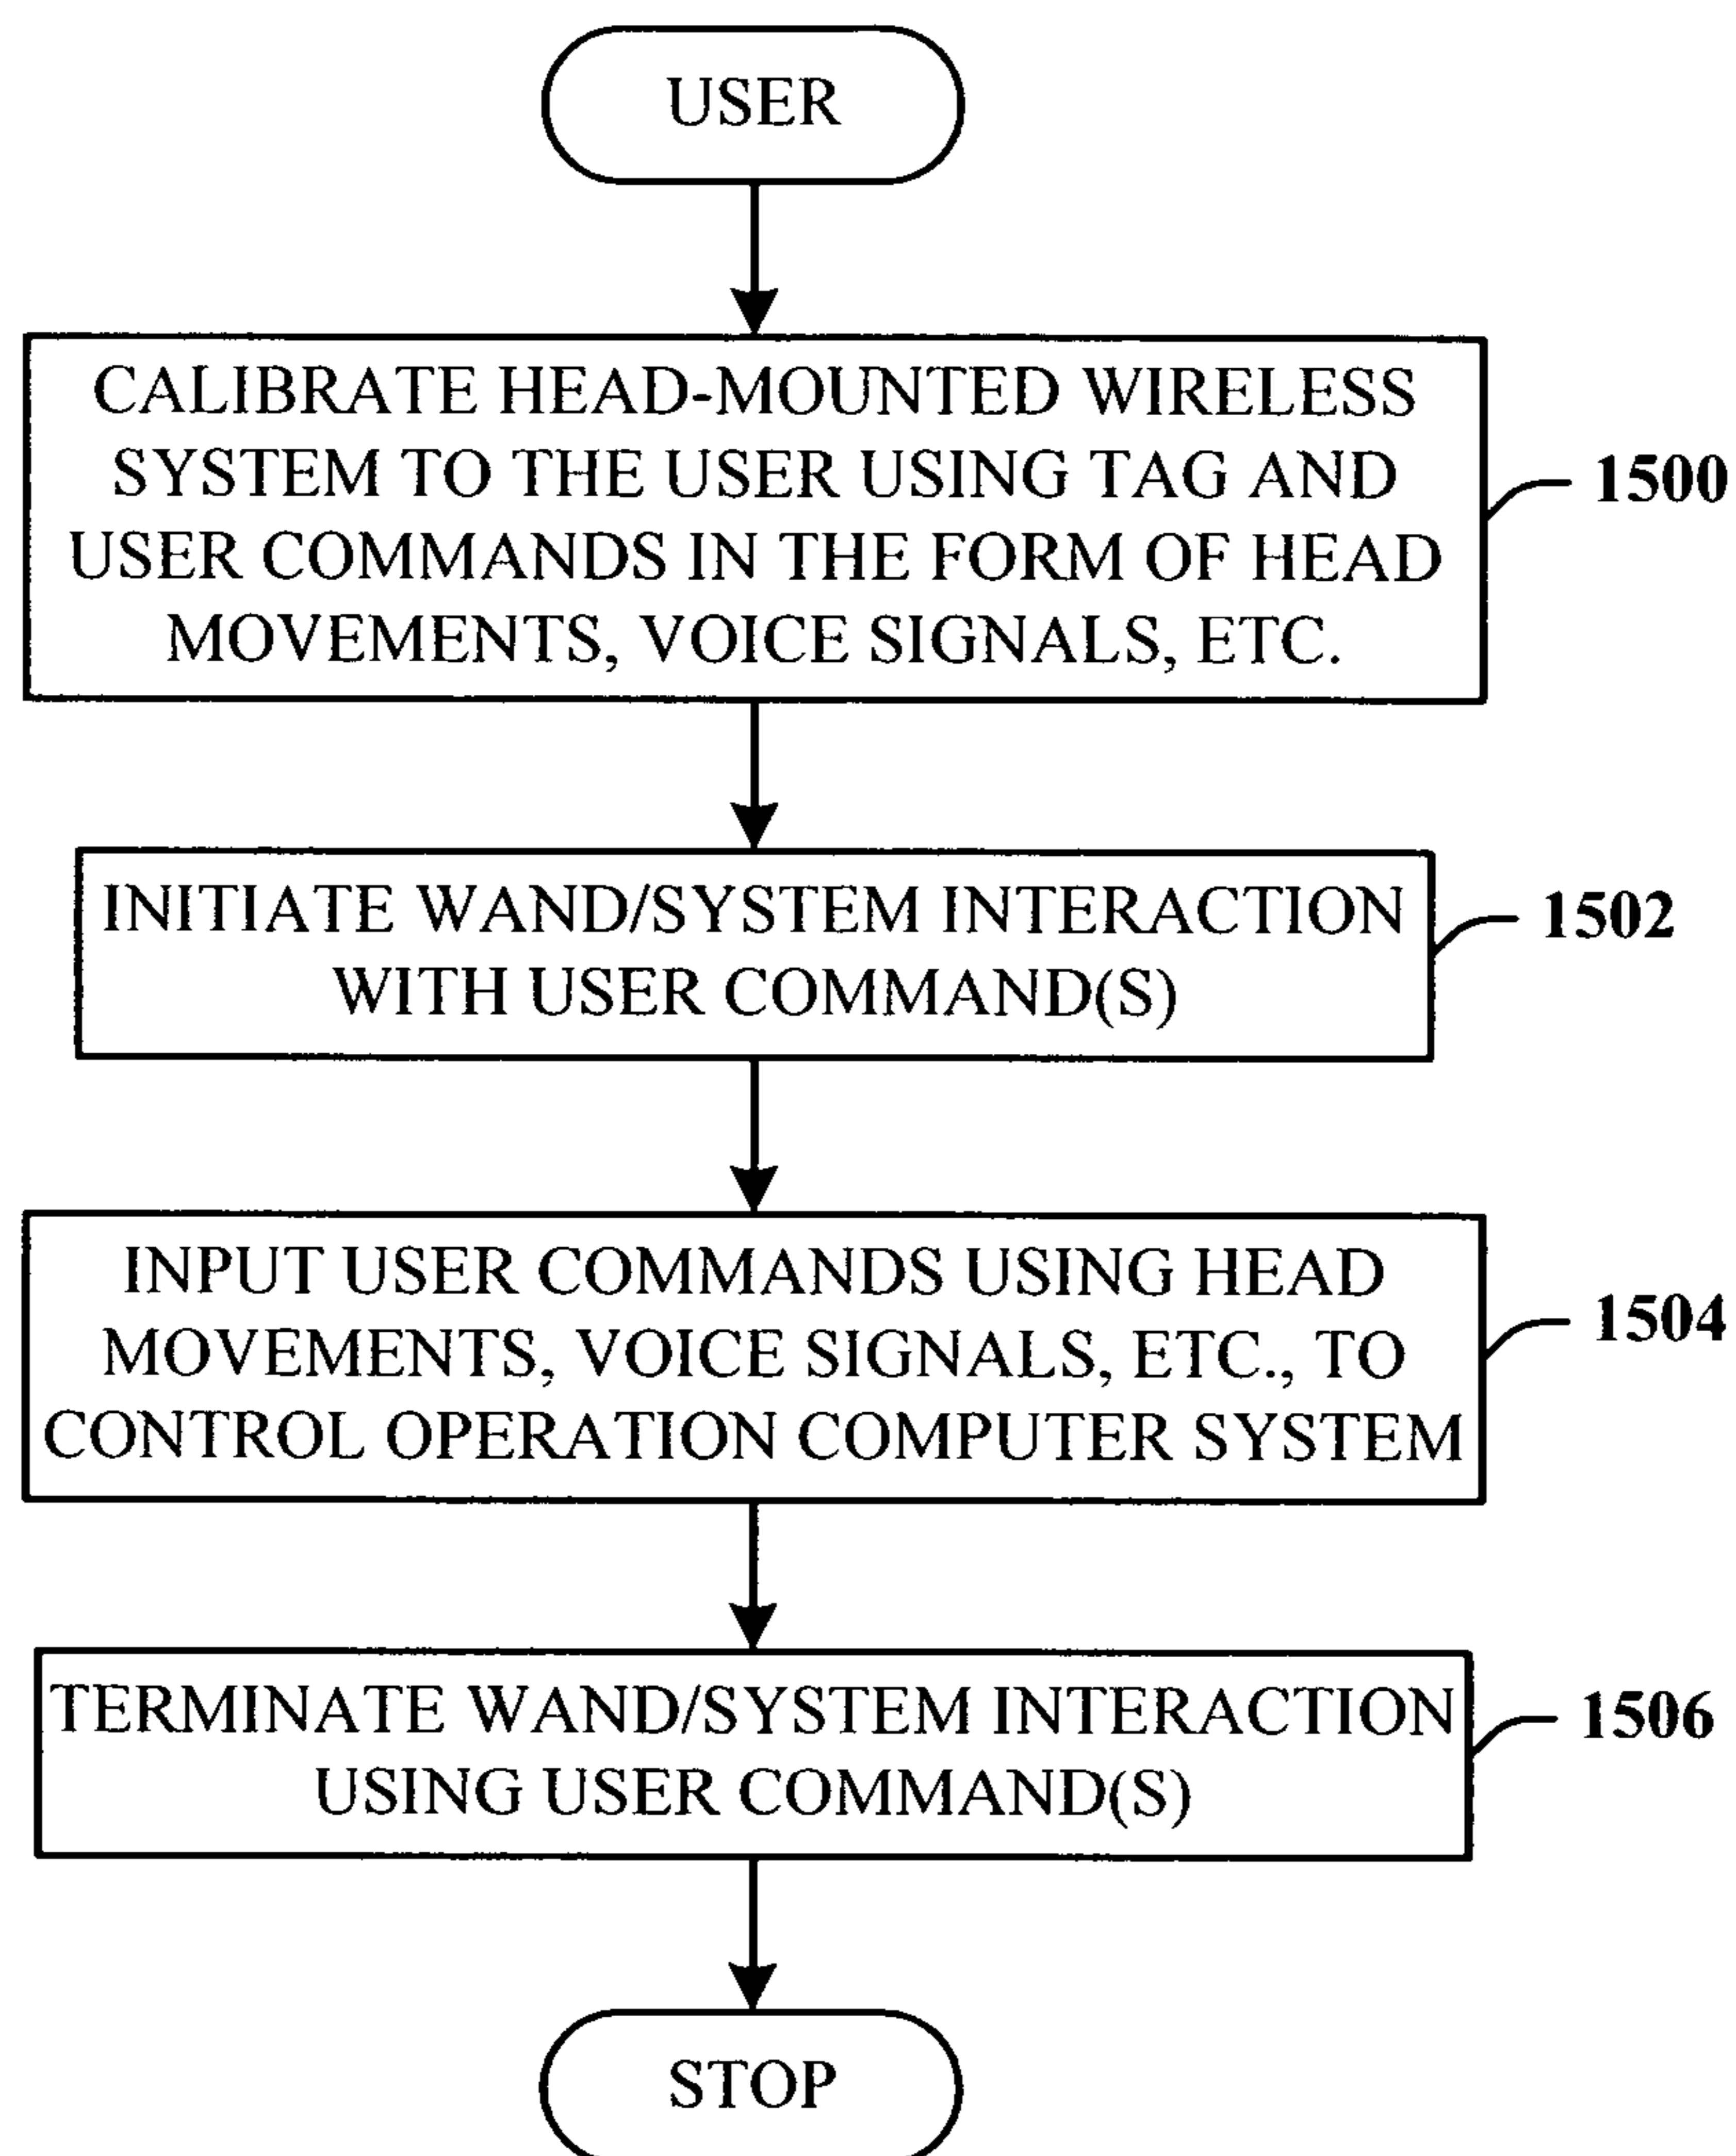 USER
CALIBRATE HEAD-MOUNTED WIRELESS
SYSTEM TO THE USER USING TAG AND
USER COMMANDS IN THE FORM OF HEAD
MOVEMENTS, VOICE SIGNALS, ETC.
1500
INITIATE WAND/SYSTEM INTERACTION
WITH USER COMMAND(S)
1502
INPUT USER COMMANDS USING HEAD
MOVEMENTS, VOICE SIGNALS, ETC., TO
CONTROL OPERATION COMPUTER SYSTEM
1504
TERMINATE WAND/SYSTEM INTERACTION
USING USER COMMAND(S)
1506
STOP